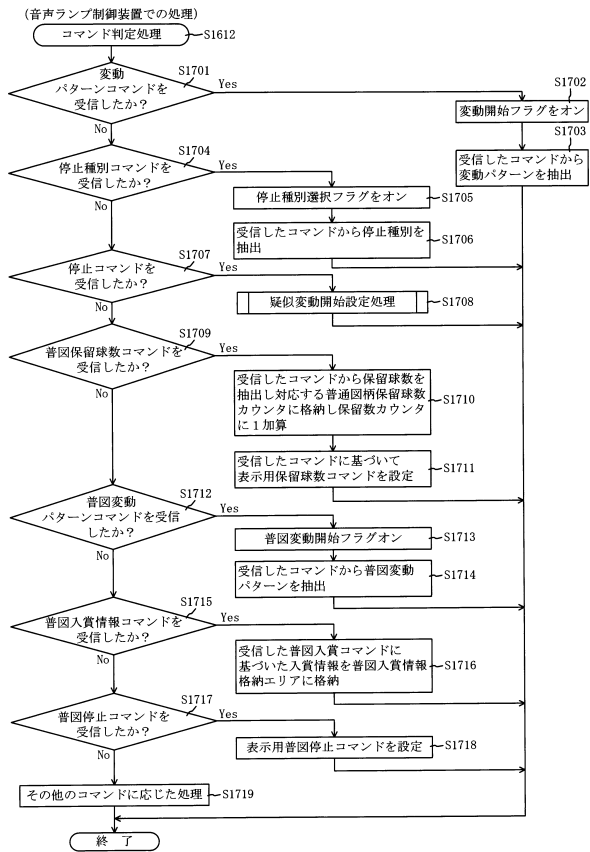 (音声ランプ制御装置での処理)
コマンド判定処理
S1612
変動
パターンコマンドを
受信したか?
S1701
Yes
No
S1702
変動開始フラグをオン
S1703
受信したコマンドから
変動パターンを抽出
停止種別コマンドを
受信したか?
S1704
Yes
No
停止種別選択フラグをオン
S1705
受信したコマンドから停止種別を
抽出
S1706
停止コマンドを
受信したか?
S1707
Yes
No
疑似変動開始設定処理
S1708
普図保留球数コマンドを
受信したか?
S1709
Yes
No
受信したコマンドから保留球数を
抽出し対応する普通図柄保留球数
カウンタに格納し保留数カウンタ
に1加算
S1710
受信したコマンドに基づいて
表示用保留球数コマンドを設定
S1711
普図変動
パターンコマンドを受信
したか?
S1712
Yes
No
普図変動開始フラグオン
S1713
受信したコマンドから普図変動
パターンを抽出
S1714
普図入賞情報コマンドを
受信したか?
S1715
Yes
No
受信した普図入賞コマンドに
基づいた入賞情報を普図入賞情報
格納エリアに格納
S1716
普図停止コマンドを
受信したか?
S1717
Yes
No
表示用普図停止コマンドを設定
S1718
その他のコマンドに応じた処理
S1719
終 了